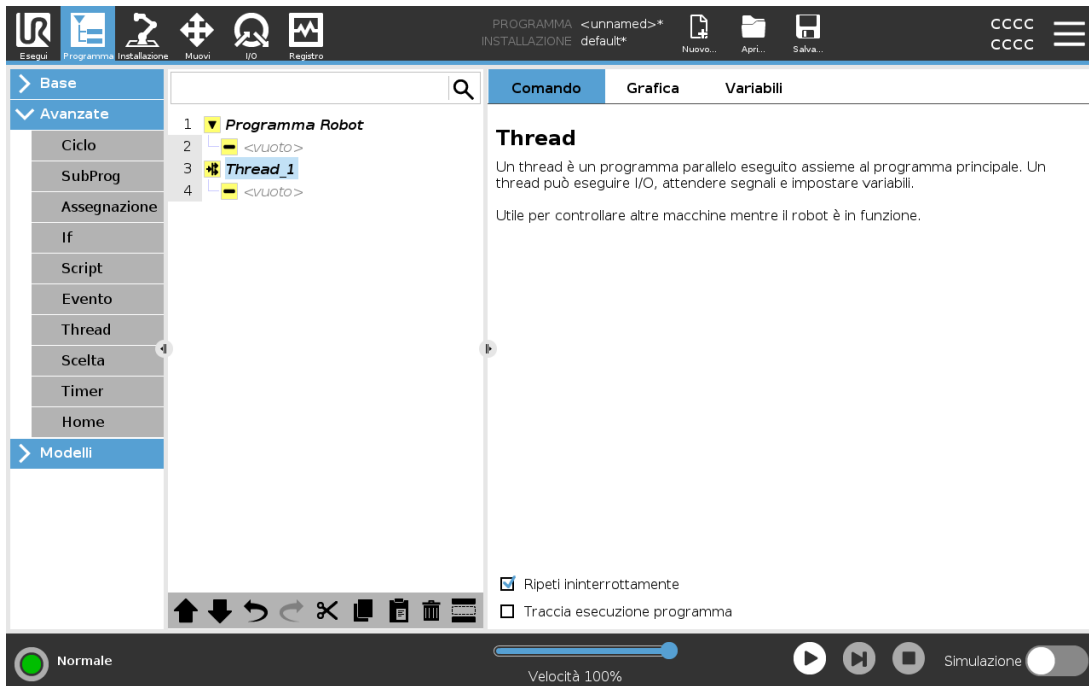 UR
PROGRAMMA <unnamed>*
INSTALLAZIONE default*
Esegui Programma Installazione Muovi I/O Registro
Nuovo... Apri... Salva...
CCCC
CCCC
Base
Avanzate
Ciclo
SubProg
Assegnazione
If
Script
Evento
Thread
Scelta
Timer
Home
Modelli
1 Programma Robot
2 <vuoto>
3 Thread_1
4 <vuoto>
Comando Grafica Variabili
Thread
Un thread è un programma parallelo eseguito assieme al programma principale. Un
thread può eseguire I/O, attendere segnali e impostare variabili.
Utile per controllare altre macchine mentre il robot è in funzione.
Ripeti ininterrottamente
Traccia esecuzione programma
Normale
Velocità 100%
Simulazione